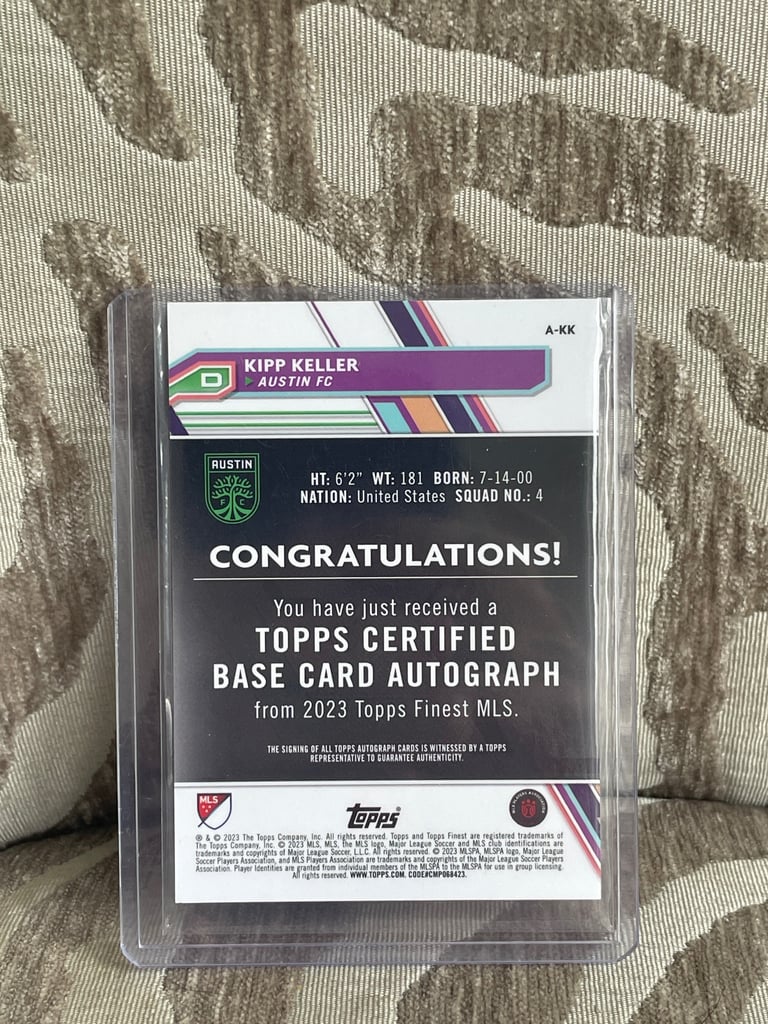 A-KK
KIPP KELLER
D
AUSTIN FC
AUSTIN
FC
HT: 6'2" WT: 181 BORN: 7-14-00
NATION: United States SQUAD NO.: 4
CONGRATULATIONS!
You have just received a
TOPPS CERTIFIED
BASE CARD AUTOGRAPH
from 2023 Topps Finest MLS.
THE SIGNING OF ALL TOPPS AUTOGRAPH CARDS IS WITNESSED BY A TOPPS
REPRESENTATIVE TO GUARANTEE AUTHENTICITY.
MLS
Topps®
MLS PLAYERS ASSOCIATION
® & © 2023 The Topps Company, Inc. All rights reserved. Topps and Topps Finest are registered trademarks of
The Topps Company, Inc. © 2023 MLS, MLS, the MLS logo, Major League Soccer and MLS club identifications are
trademarks and copyrights of Major League Soccer, L.L.C. All rights reserved. © 2023 MLSPA, MLSPA logo, Major League
Soccer Players Association, and MLS Players Association are trademarks and copyrights of the Major League Soccer Players
Association. Player Identities are granted from individual members of the MLSPA to the MLSPA for use in group licensing.
All rights reserved. WWW.TOPPS.COM. CODE#CMP068423.